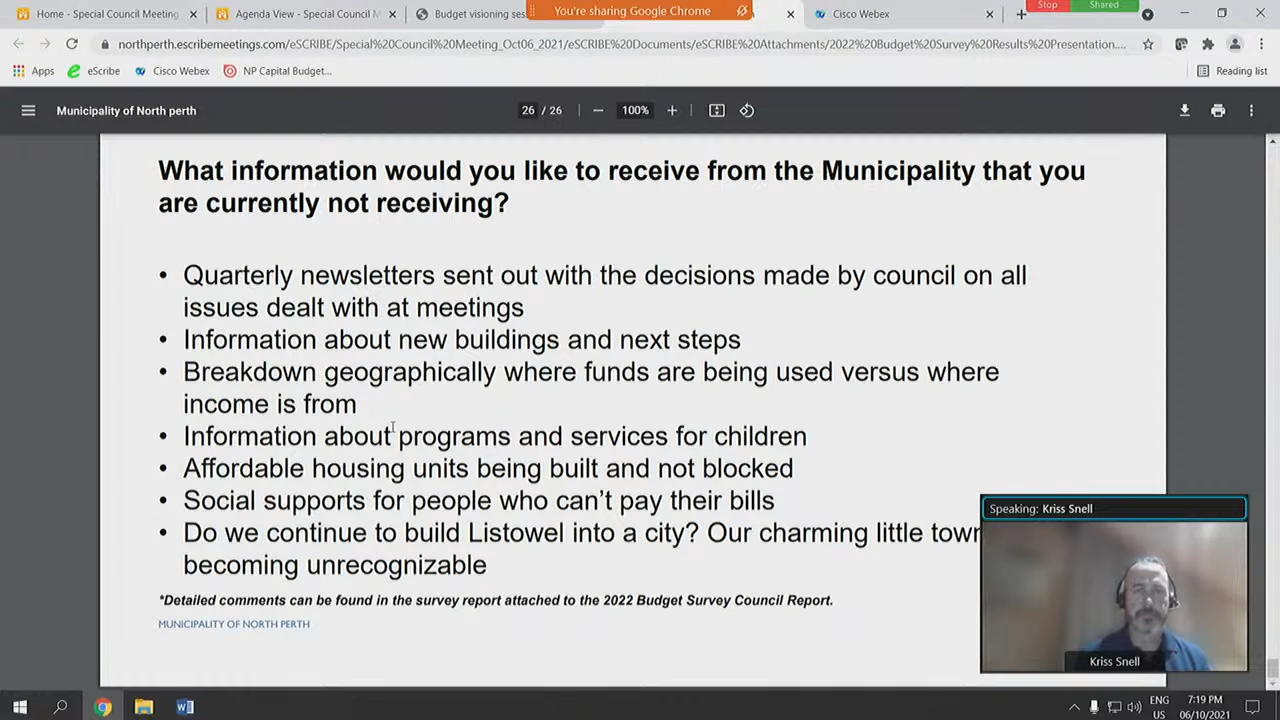 Home - Special Council Meeting
Agenda View - Special Council M
Budget visioning ses
You're sharing Google Chrome
Cisco Webex
Stop
Shared
northperth.escribemeetings.com/eSCRIBE/Special%20Council%20Meeting_Oct06_2021/eSCRIBE%20Documents/eSCRIBE%20Attachments/2022%20Budget%20Survey%20Results%20Presentation....
Apps
eScribe
Cisco Webex
NP Capital Budget...
Reading list
Municipality of North perth
26 / 26
100%
What information would you like to receive from the Municipality that you
are currently not receiving?
• Quarterly newsletters sent out with the decisions made by council on all
issues dealt with at meetings
• Information about new buildings and next steps
• Breakdown geographically where funds are being used versus where
income is from
• Information about programs and services for children
• Affordable housing units being built and not blocked
• Social supports for people who can't pay their bills
• Do we continue to build Listowel into a city? Our charming little town
becoming unrecognizable
*Detailed comments can be found in the survey report attached to the 2022 Budget Survey Council Report.
MUNICIPALITY OF NORTH PERTH
Speaking: Kriss Snell
Kriss Snell
ENG
US
7:19 PM
06/10/2021